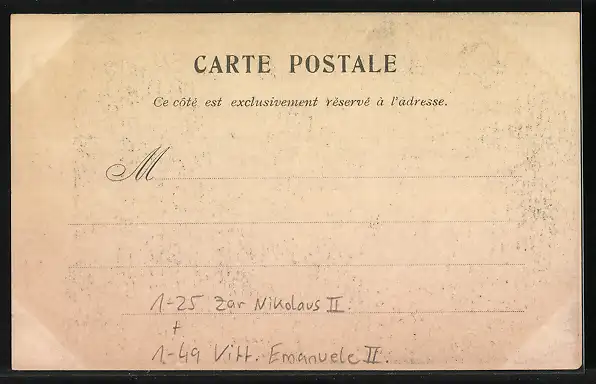 CARTE POSTALE
Ce côté est exclusivement réservé à l'adresse.
M
1-25 Zar Nikolaus II.
+
1-49 Vitt. Emanuele II.